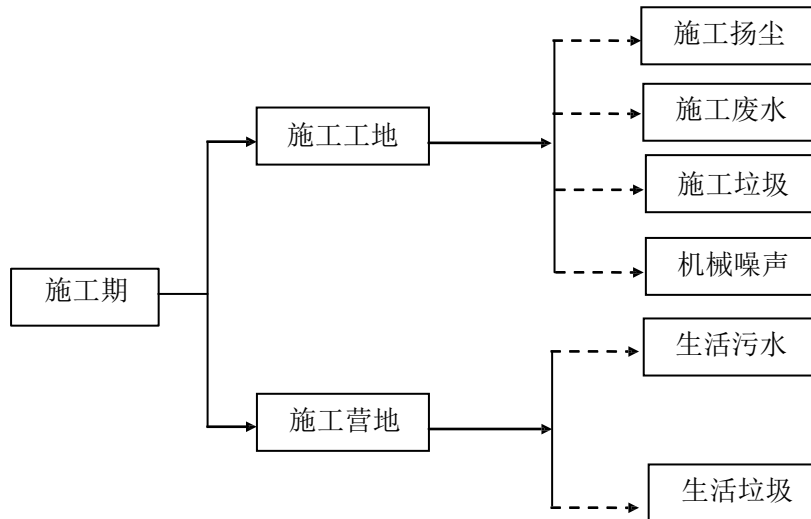 施工扬尘
施工废水
施工工地
施工垃圾
机械噪声
施工期
生活污水
施工营地
生活垃圾